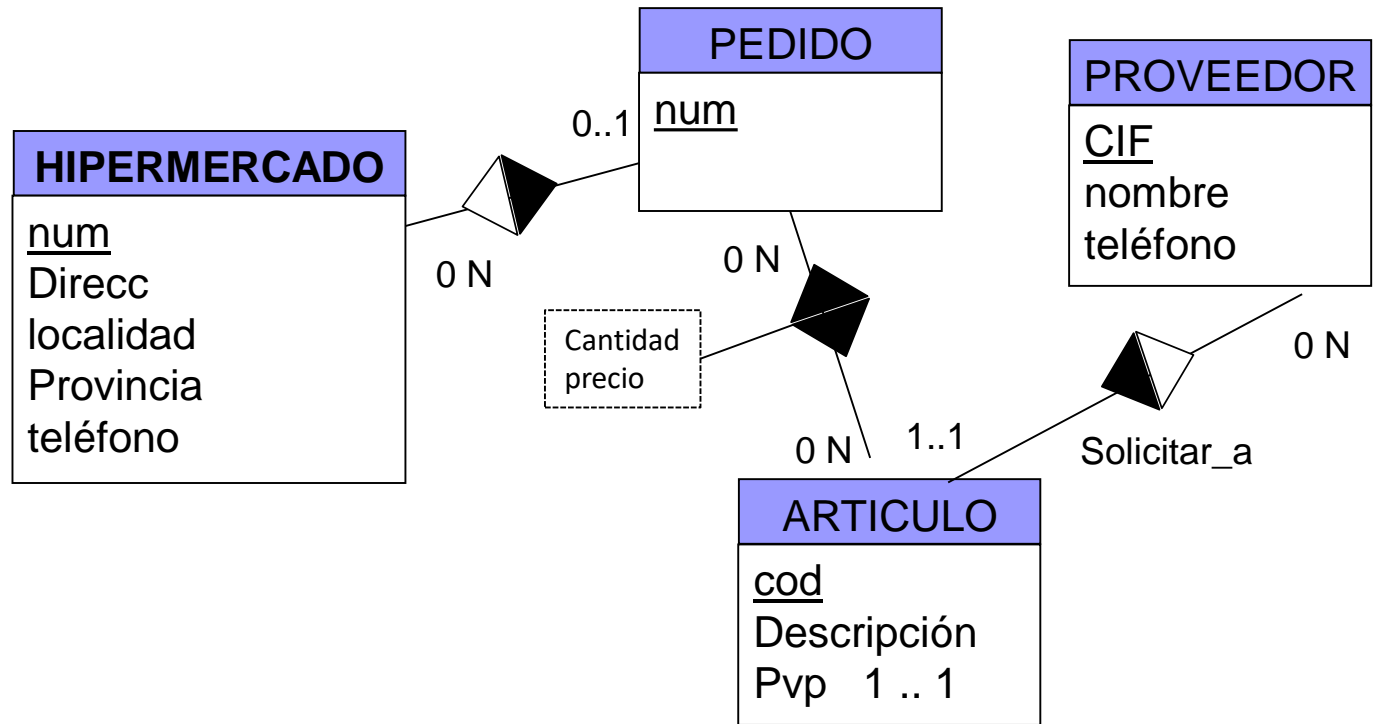 PEDIDO
num
PROVEEDOR
CIF
nombre
teléfono
HIPERMERCADO
num
Direcc
localidad
Provincia
teléfono
0..1
0 N
0 N
Cantidad
precio
0 N
1..1
0 N
Solicitar_a
ARTICULO
cod
Descripción
Pvp 1 .. 1